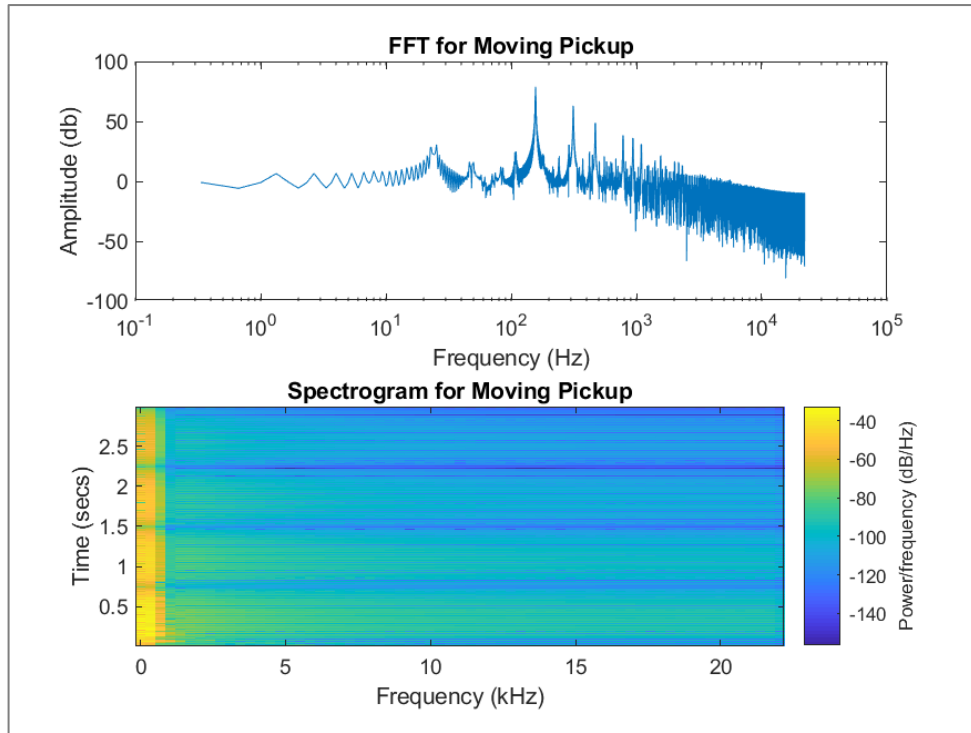 FFT for Moving Pickup
100
50
0
-50
-100
Amplitude (db)
10^-1 10^0 10^1 10^2 10^3 10^4 10^5
Frequency (Hz)
Spectrogram for Moving Pickup
2.5
2
1.5
1
0.5
Time (secs)
0 5 10 15 20
Frequency (kHz)
-40
-60
-80
-100
-120
-140
Power/frequency (dB/Hz)